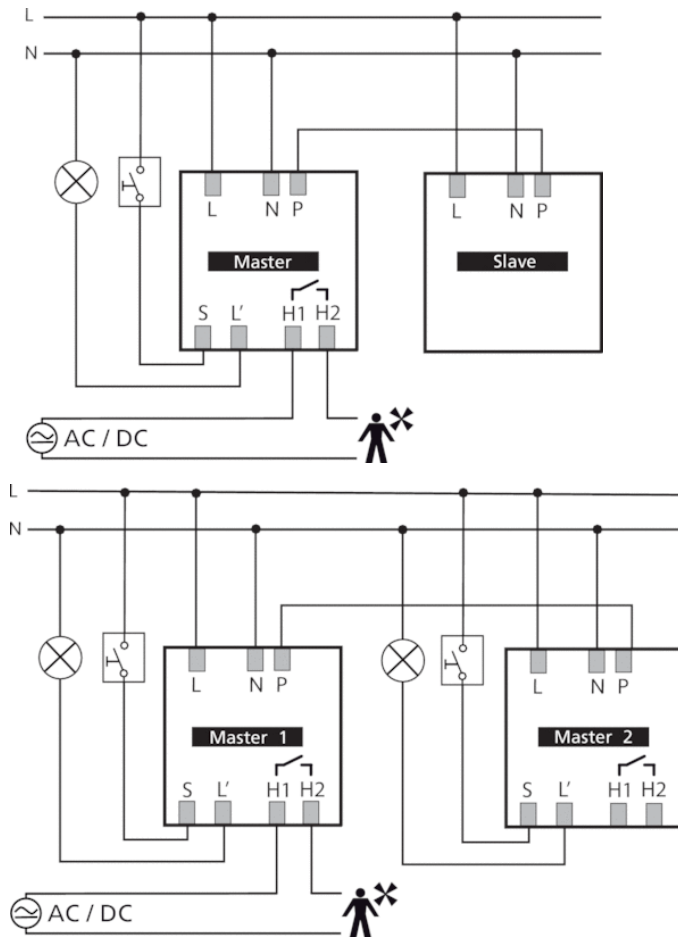 L
N
L N P L N P
Master Slave
S L' H1 H2
AC / DC
L
N
L N P L N P
Master 1 Master 2
S L' H1 H2 S L' H1 H2
AC / DC